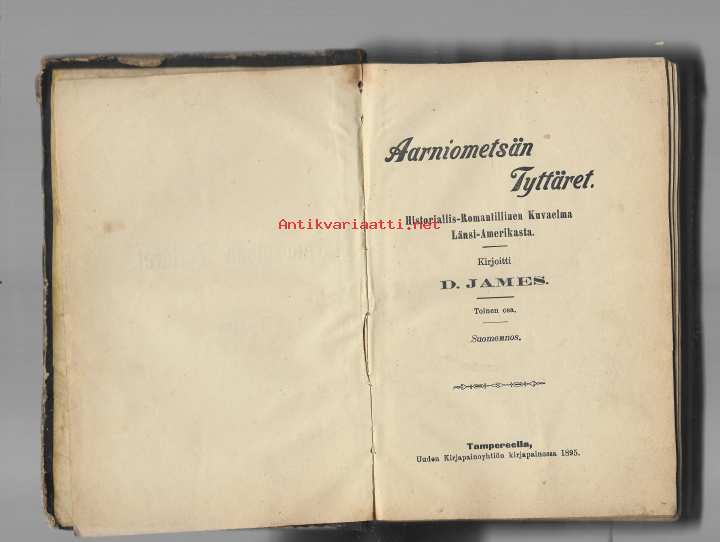 Aarniometsän
Tyttäret.
Historiallis-Romantillinen Kuvaelma
Antikvariaatti.net
Länsi-Amerikasta.
Kirjoitti
D. JAMES.
Toinen osa.
Suomennos.
Tampereella,
Uuden Kirjapainoyhtiön kirjapainossa 1895.